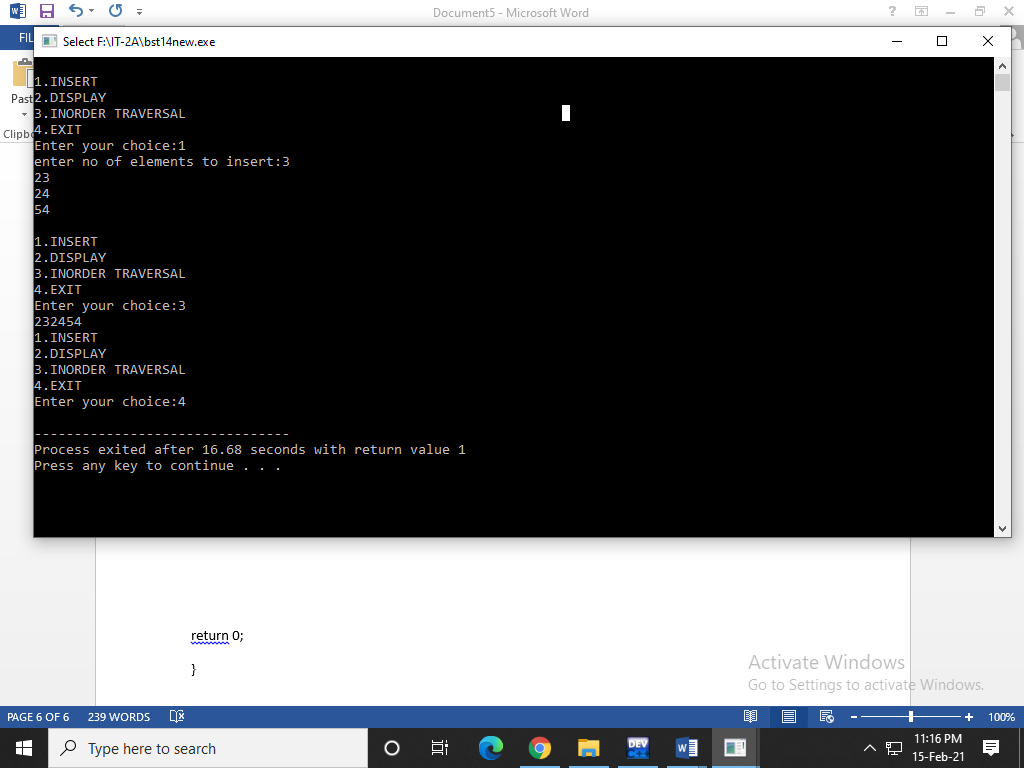 Document5 - Microsoft Word
FIL
Select F:\IT-2A\bst14new.exe
Past
Clipb
1.INSERT
2.DISPLAY
3.INORDER TRAVERSAL
4.EXIT
Enter your choice:1
enter no of elements to insert:3
23
24
54
1.INSERT
2.DISPLAY
3.INORDER TRAVERSAL
4.EXIT
Enter your choice:3
232454
1.INSERT
2.DISPLAY
3.INORDER TRAVERSAL
4.EXIT
Enter your choice:4
--------------------------------
Process exited after 16.68 seconds with return value 1
Press any key to continue . . .
return 0;
}
Activate Windows
Go to Settings to activate Windows.
PAGE 6 OF 6 239 WORDS 100%
Type here to search
DEV
11:16 PM
15-Feb-21